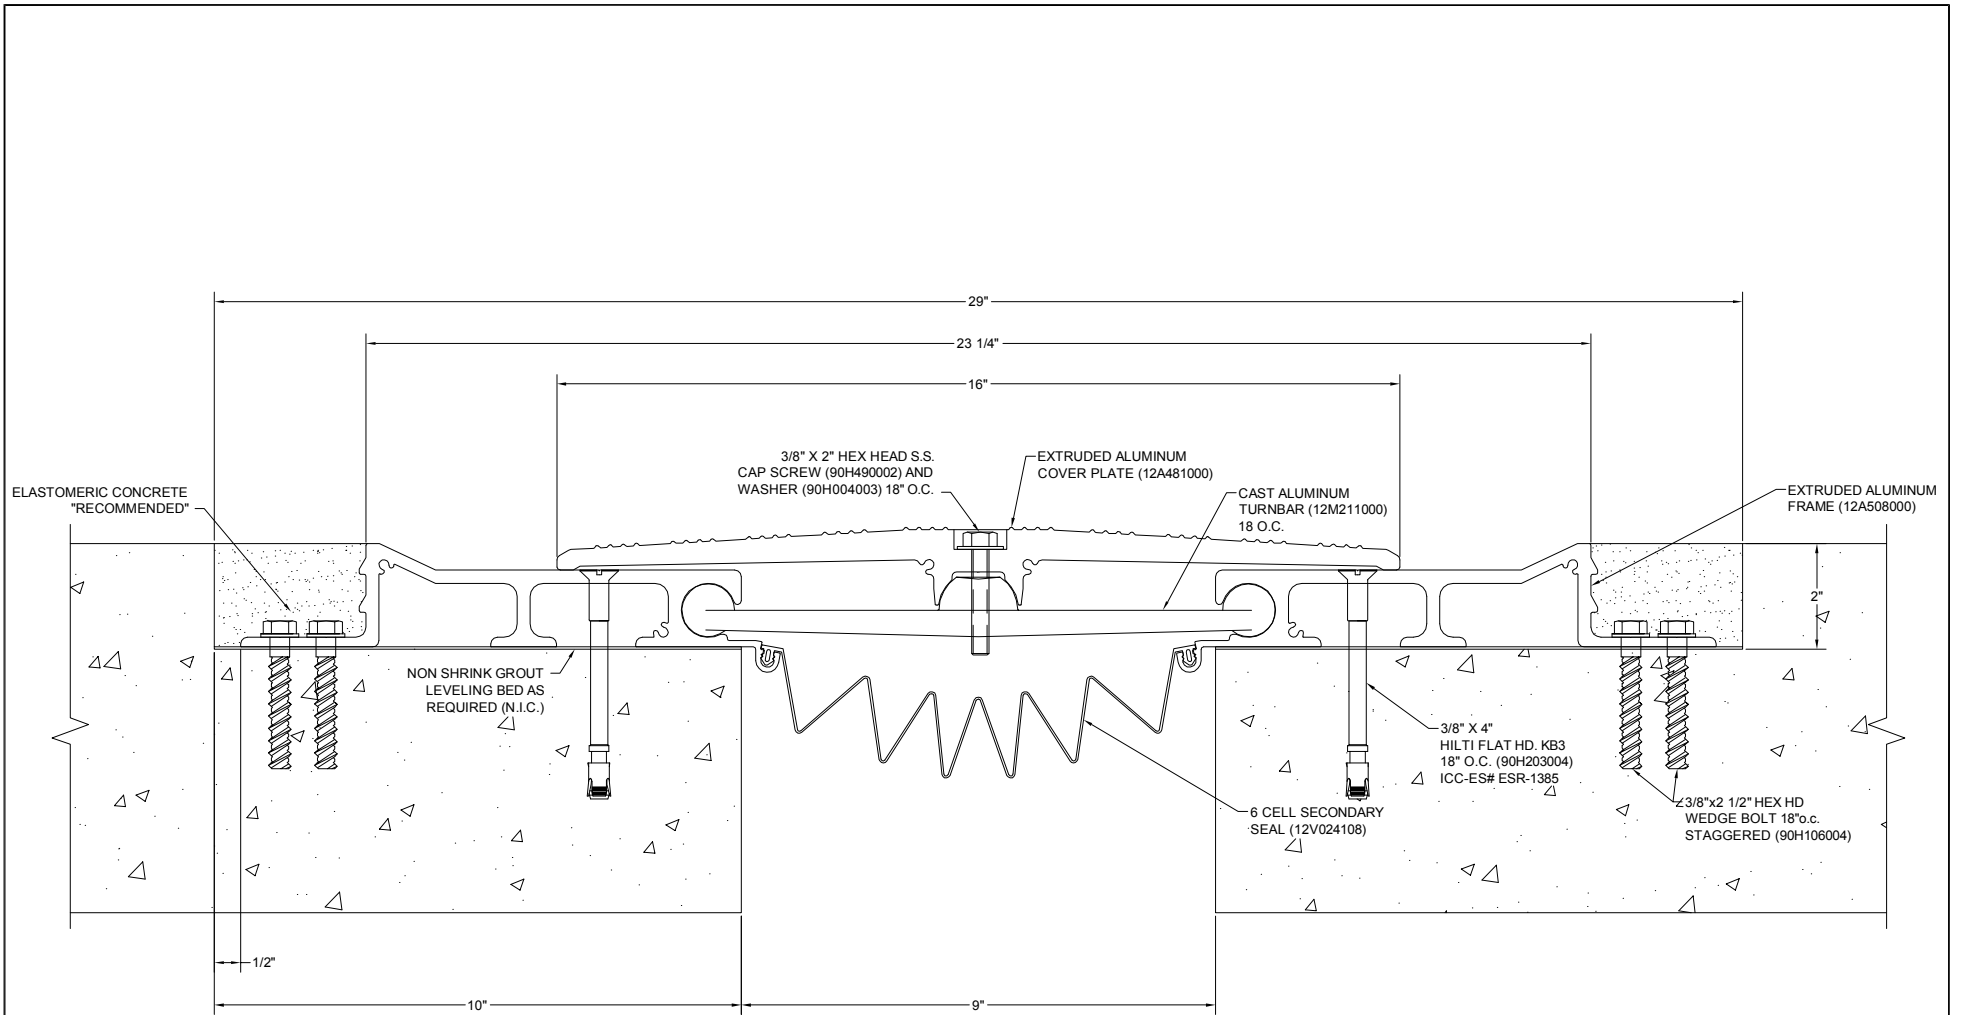 29"
23 1/4"
16"
3/8" X 2" HEX HEAD S.S.
CAP SCREW (90H490002) AND
WASHER (90H004003) 18" O.C.
EXTRUDED ALUMINUM
COVER PLATE (12A481000)
CAST ALUMINUM
TURNBAR (12M211000)
18 O.C.
ELASTOMERIC CONCRETE
"RECOMMENDED"
EXTRUDED ALUMINUM
FRAME (12A508000)
2"
NON SHRINK GROUT
LEVELING BED AS
REQUIRED (N.I.C.)
3/8" X 4"
HILTI FLAT HD. KB3
18" O.C. (90H203004)
ICC-ES# ESR-1385
6 CELL SECONDARY
SEAL (12V024108)
3/8"x2 1/2" HEX HD
WEDGE BOLT 18"o.c.
STAGGERED (90H106004)
1/2"
10"
9"